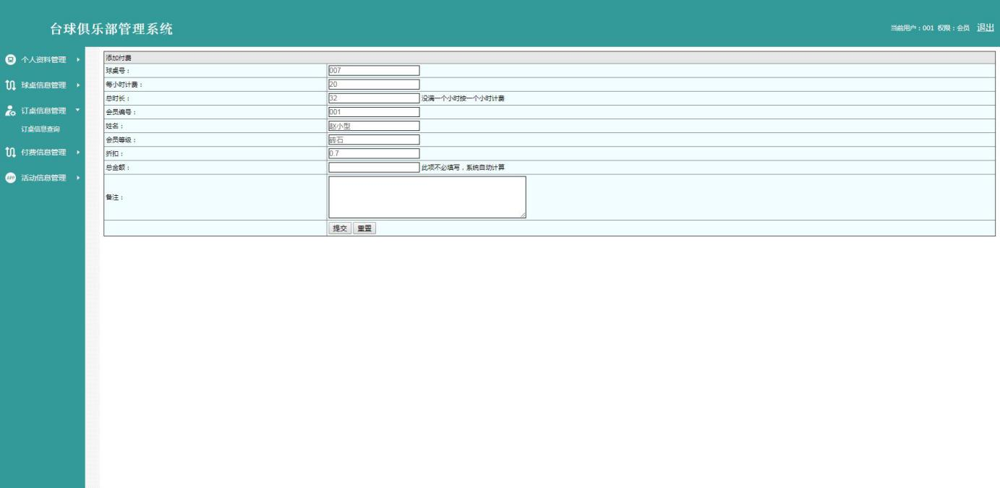 台球俱乐部管理系统
当前用户：001 权限：会员 退出
个人资料管理
球桌信息管理
订桌信息管理
订桌信息查询
付费信息管理
APP 活动信息管理
添加付费
球桌号： 007
每小时计费： 20
总时长： 32 没满一个小时按一个小时计费
会员编号： 001
姓名： 赵小型
会员等级： 砖石
折扣： 0.7
总金额： 此项不必填写，系统自动计算
备注：
提交 重置